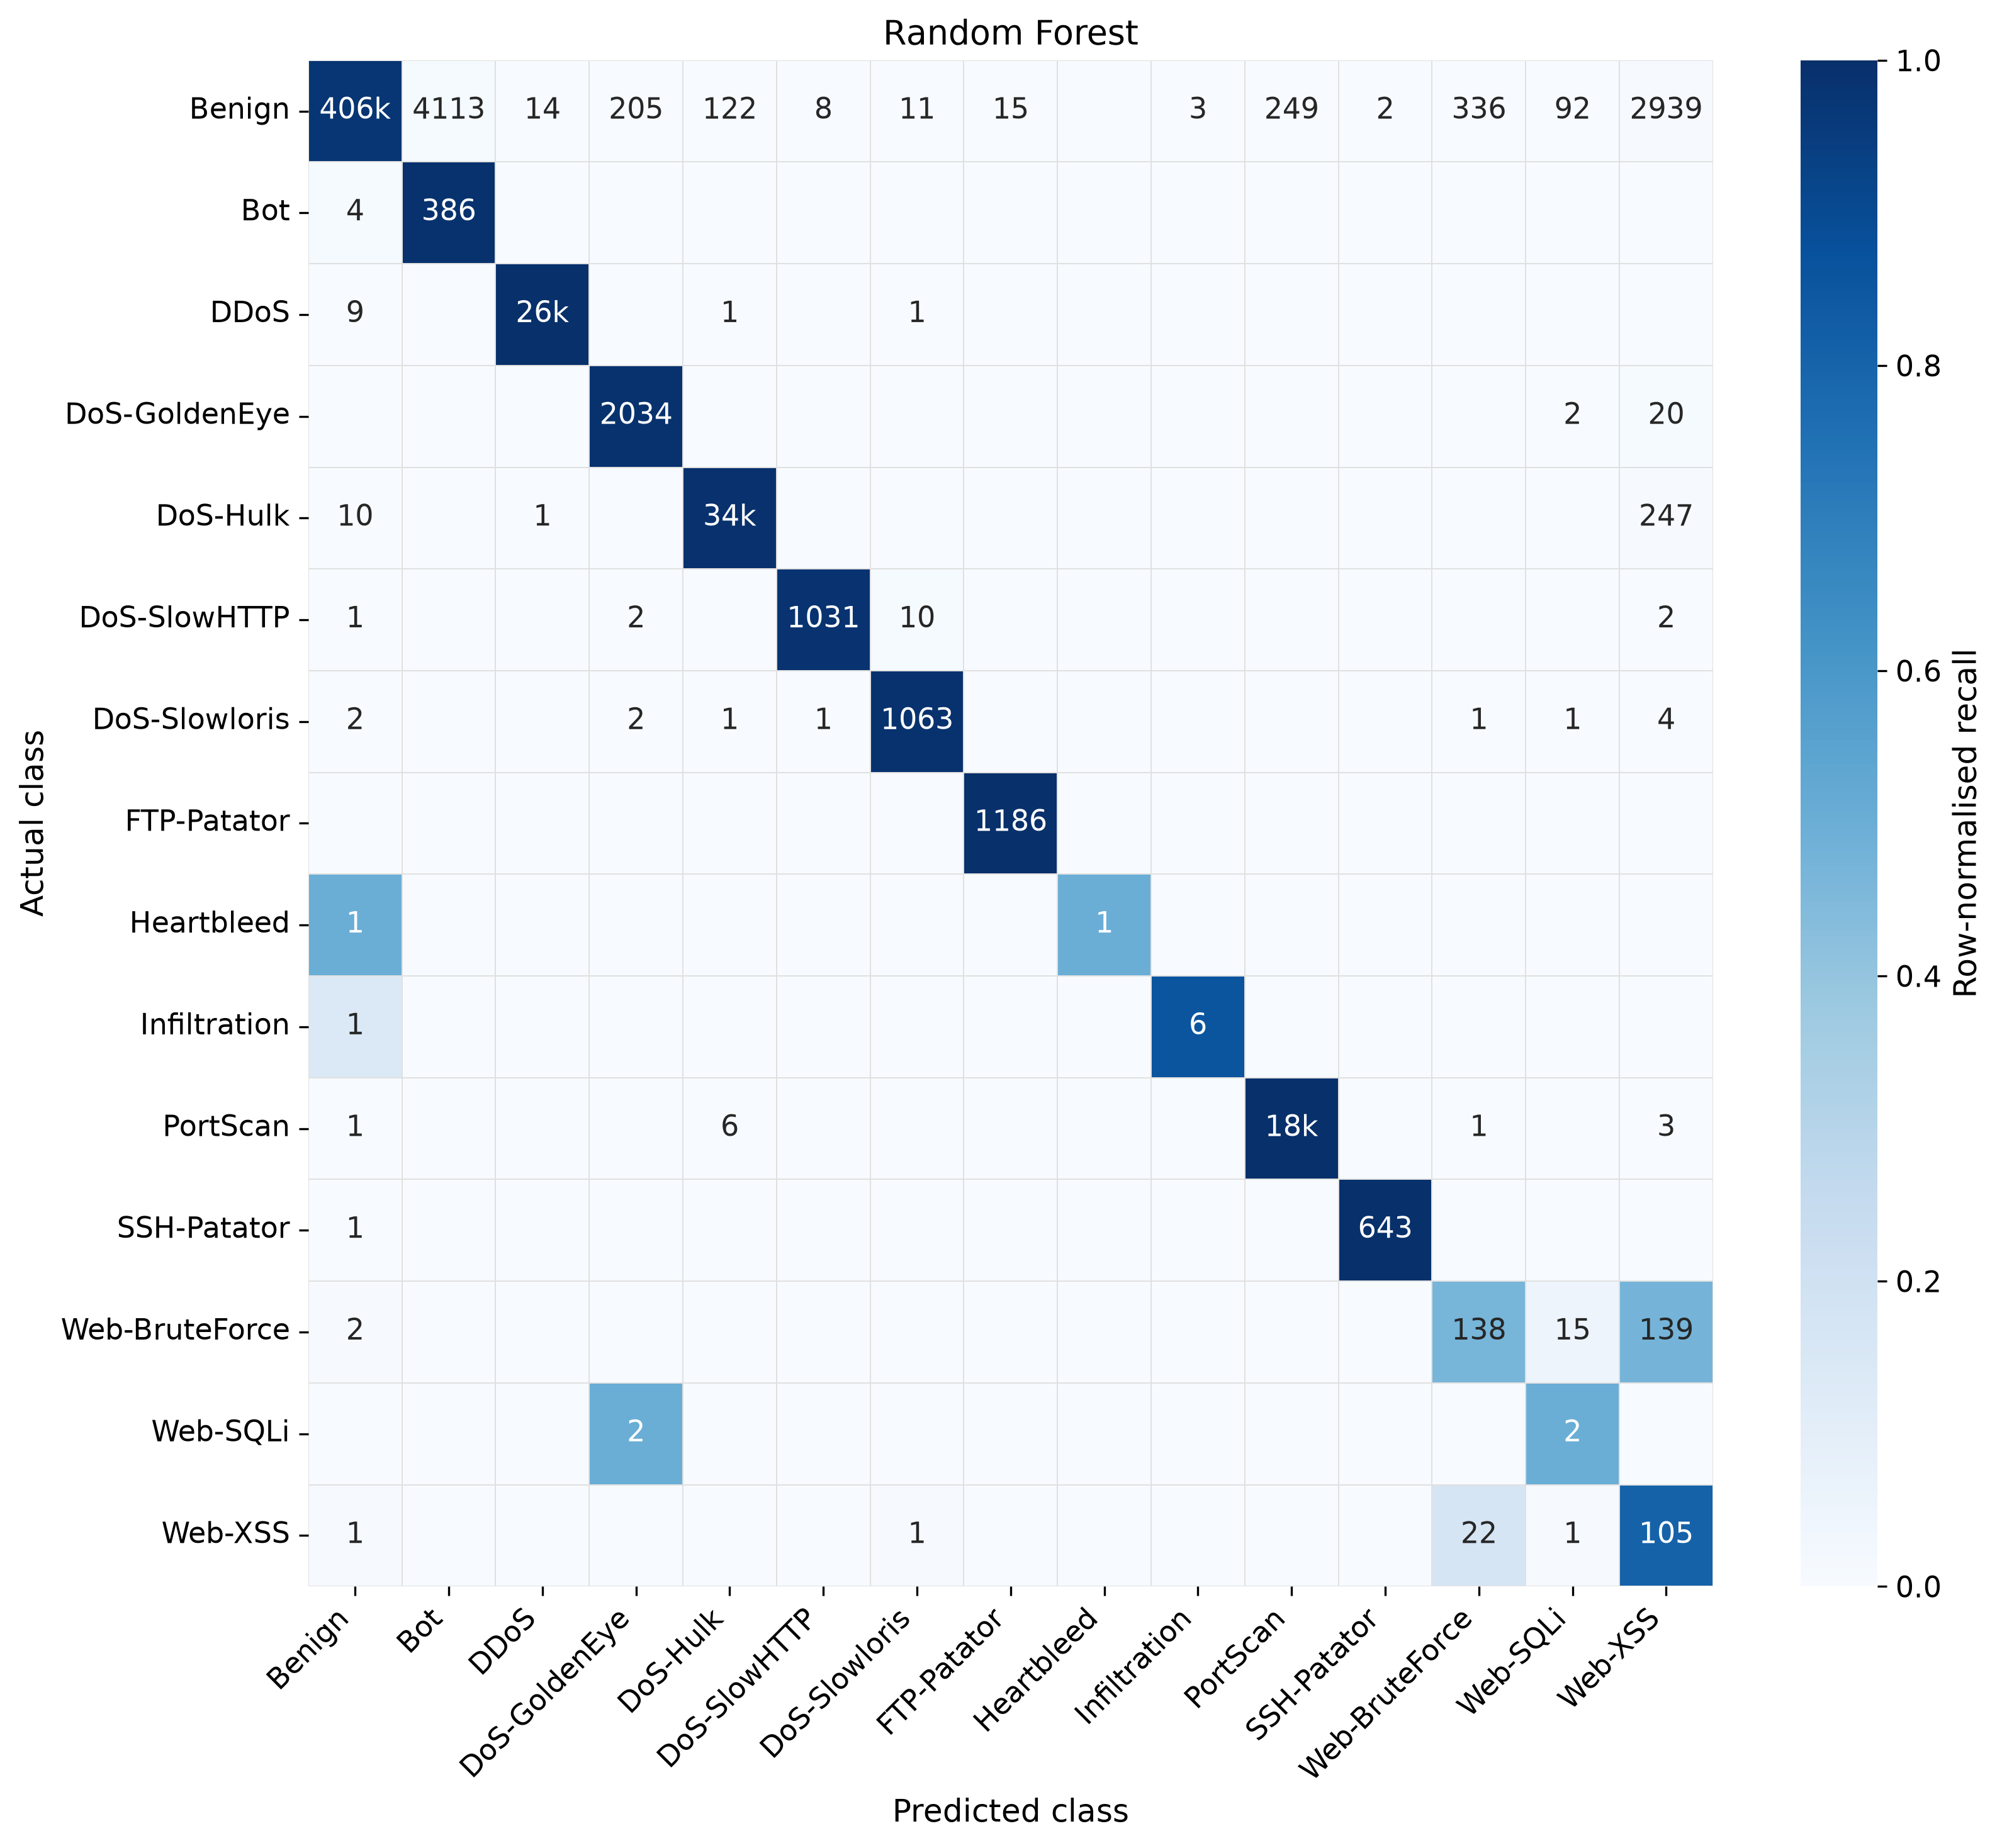 Random Forest
Benign 406k 4113 14 205 122 8 11 15 3 249 2 336 92 2939
Bot 4 386
DDoS 9 26k 1 1
DoS-GoldenEye 2034 2 20
DoS-Hulk 10 1 34k 247
DoS-SlowHTTP 1 2 1031 10 2
DoS-Slowloris 2 2 1 1 1063 1 1 4
FTP-Patator 1186
Heartbleed 1 1
Infiltration 1 6
PortScan 1 6 18k 1 3
SSH-Patator 1 643
Web-BruteForce 2 138 15 139
Web-SQLi 2 2
Web-XSS 1 1 22 1 105
Actual class
Benign Bot DDoS DoS-GoldenEye DoS-Hulk DoS-SlowHTTP DoS-Slowloris FTP-Patator Heartbleed Infiltration PortScan SSH-Patator Web-BruteForce Web-SQLi Web-XSS
Predicted class
1.0
0.8
0.6
0.4
0.2
0.0
Row-normalised recall